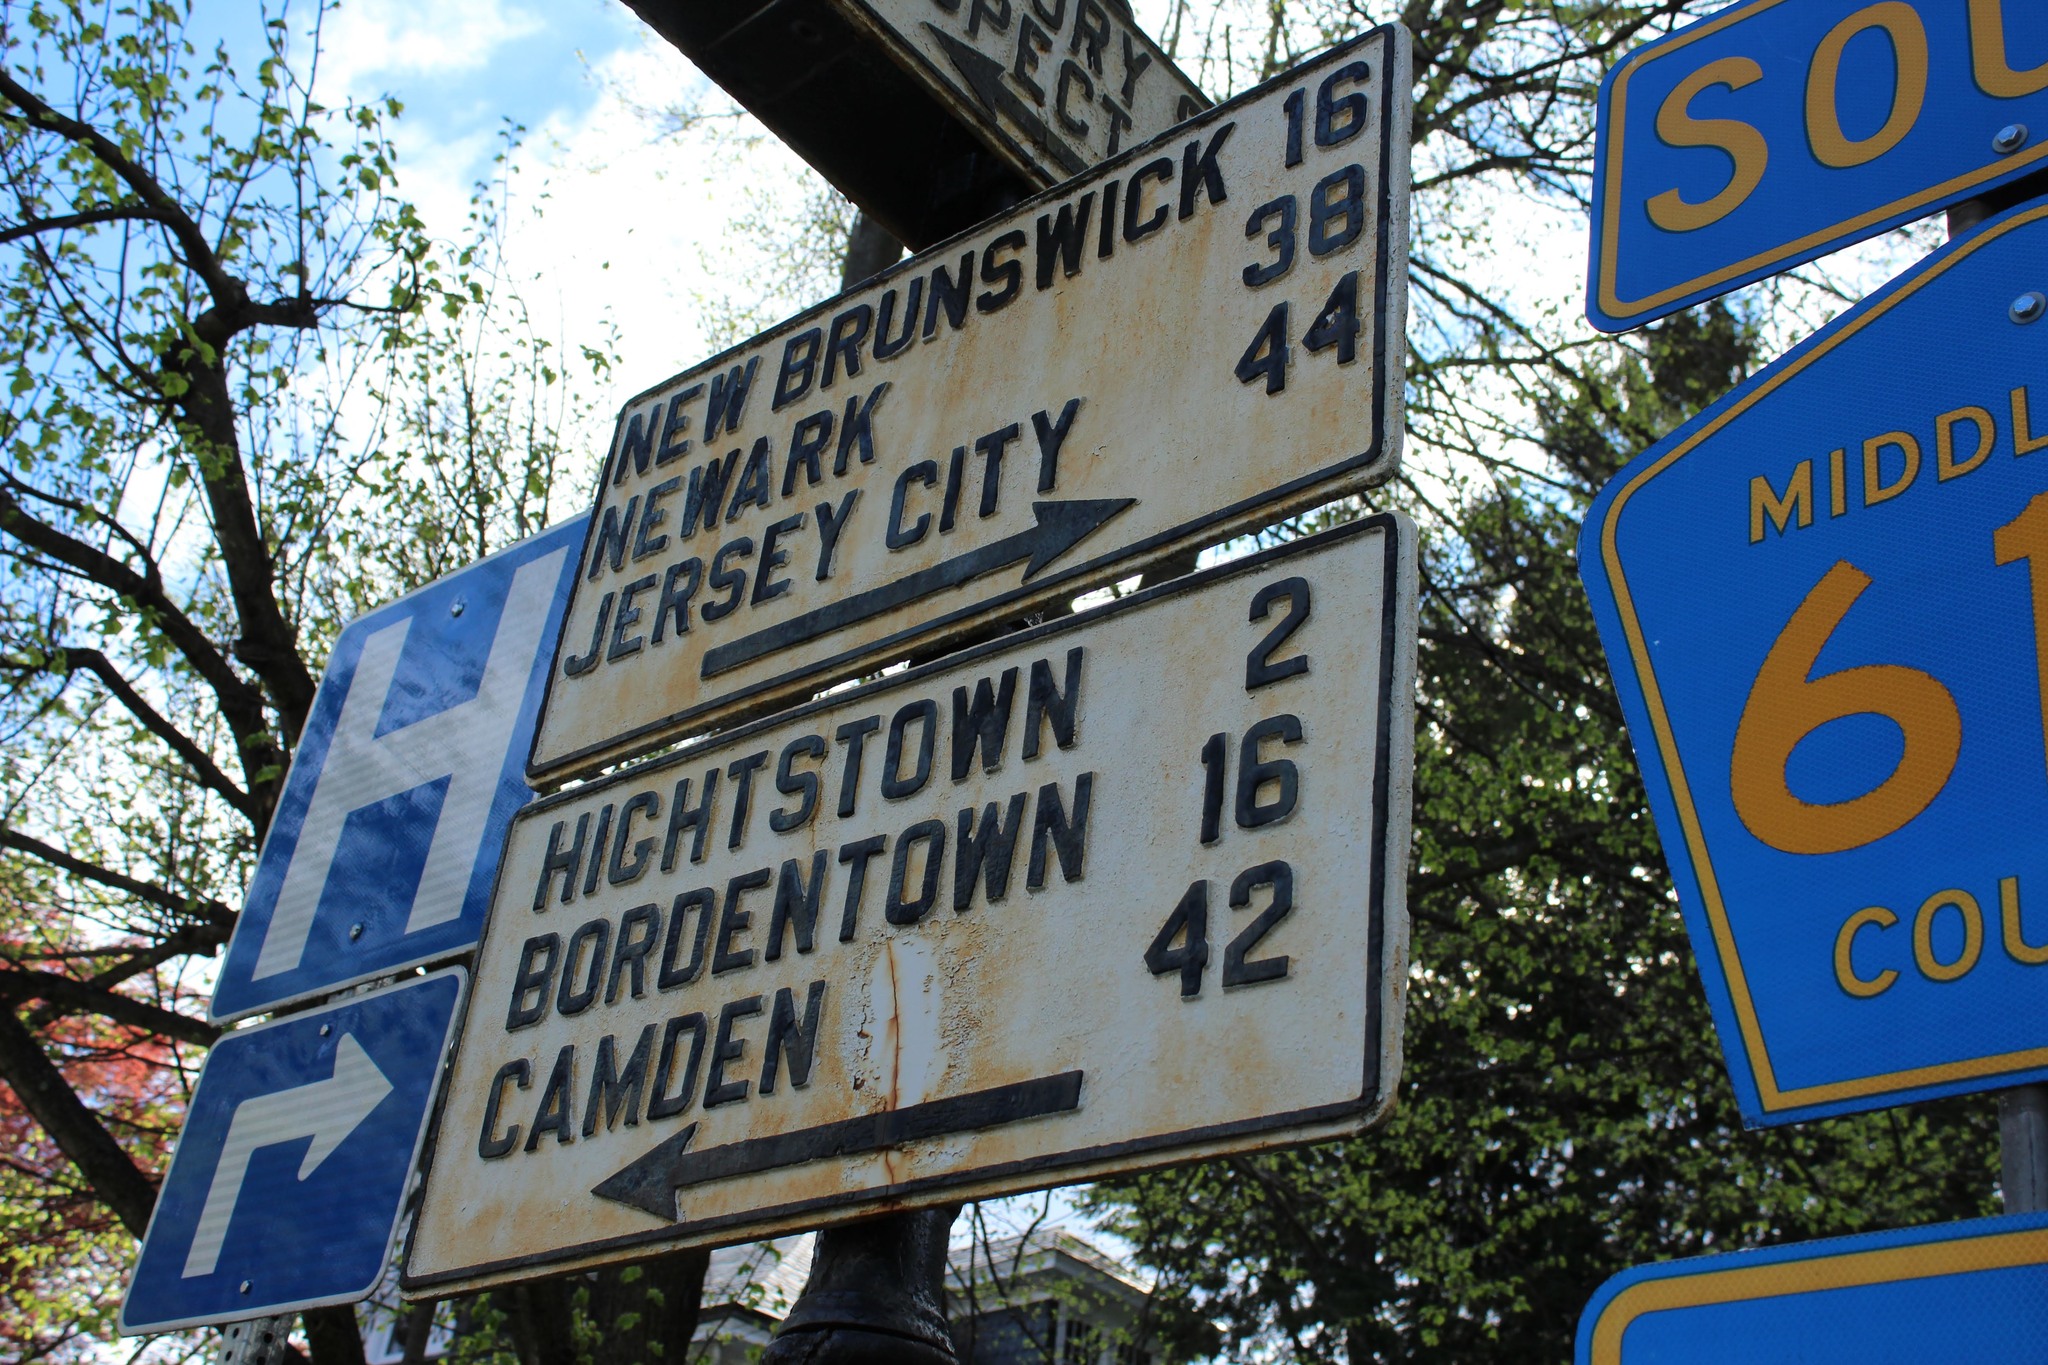 NEW BRUNSWICK 16
NEWARK 38
JERSEY CITY 44
HIGHTSTOWN 2
BORDENTOWN 16
CAMDEN 42
H